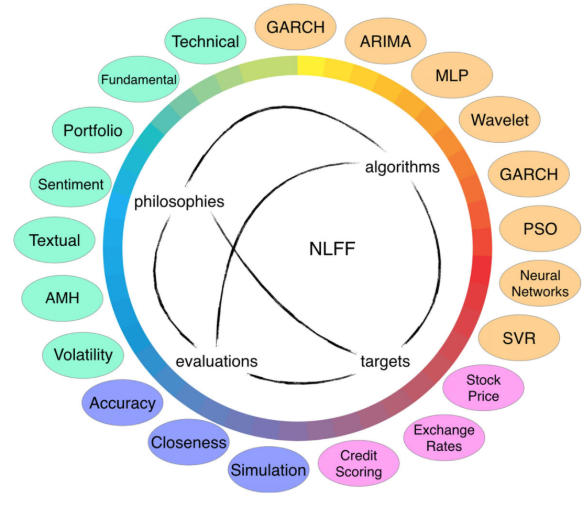 GARCH
ARIMA
MLP
Wavelet
GARCH
PSO
Neural
Networks
SVR
Stock
Price
Exchange
Rates
Credit
Scoring
Simulation
Closeness
Accuracy
Volatility
AMH
Textual
Sentiment
Portfolio
Fundamental
Technical
algorithms
philosophies
NLFF
evaluations
targets